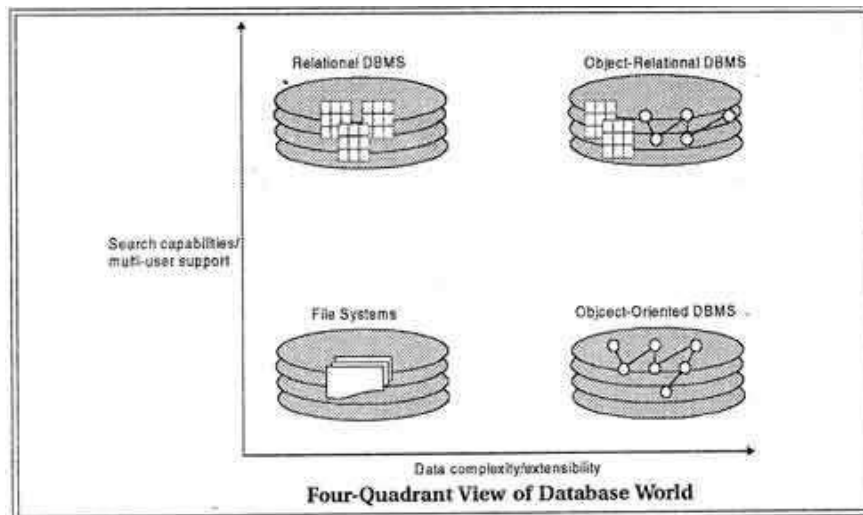 Relational DBMS
Object-Relational DBMS
Search capabilities/
multi-user support
File Systems
Objcect-Oriented DBMS
Data complexity/extensibility
Four-Quadrant View of Database World